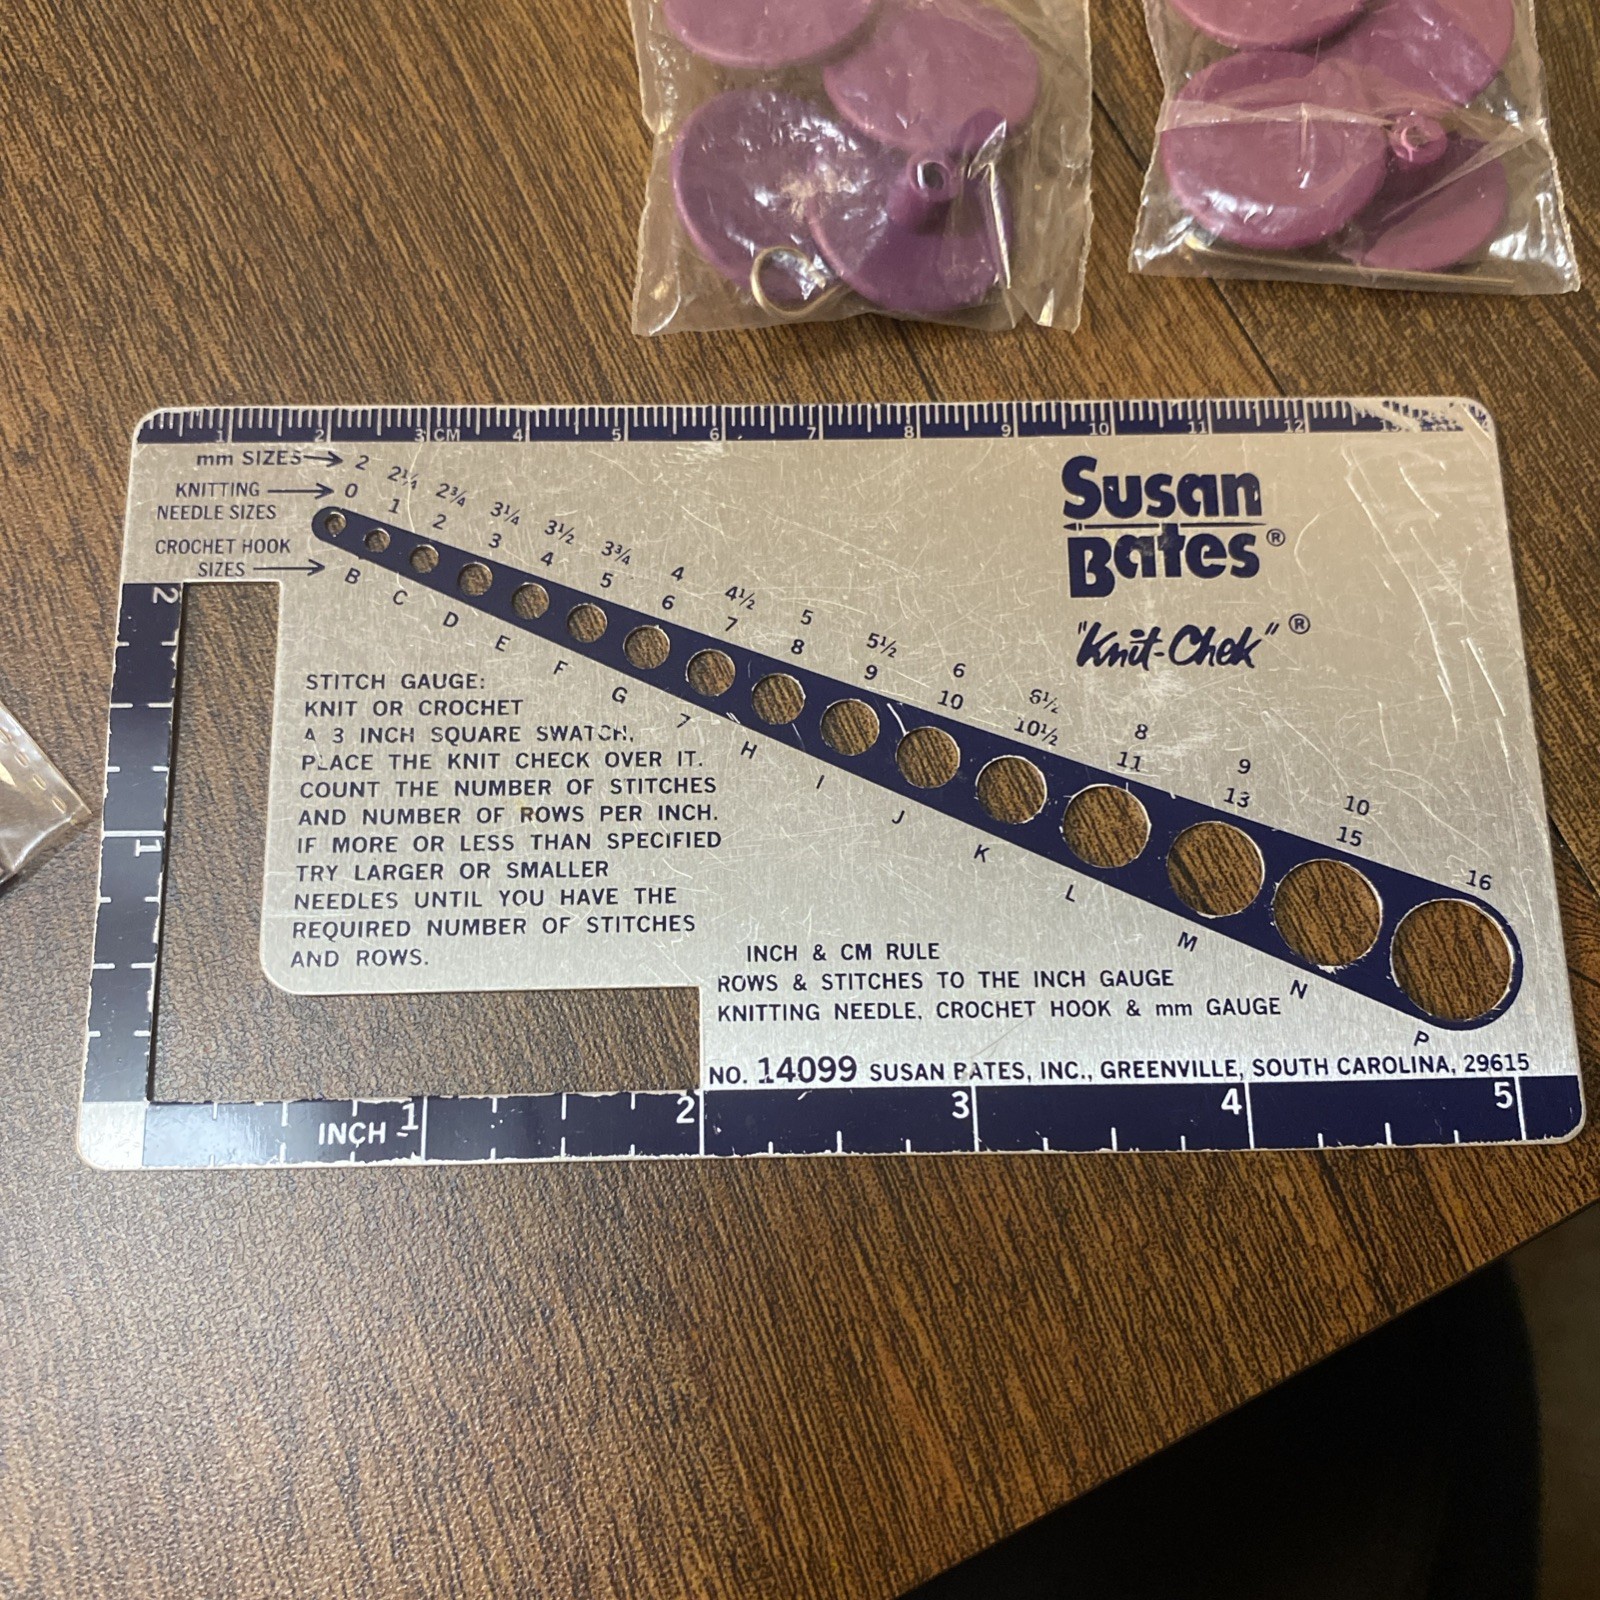 1 2 3 CM 4 5 6 7 8 9 10 11 12 13
mm SIZES → 2 2¼ 2¾ 3¼ 3½ 3¾ 4 4½ 5 5½ 6 6½ 8 9 10
KNITTING → 0 1 2 3 4 5 6 7 8 9 10 10½ 11 13 15 16
NEEDLE SIZES
CROCHET HOOK
SIZES → B C D E F G 7 H I J K L M N P
Susan
Bates®
"Knit-Chek"®
2
1
STITCH GAUGE:
KNIT OR CROCHET
A 3 INCH SQUARE SWATCH,
PLACE THE KNIT CHECK OVER IT.
COUNT THE NUMBER OF STITCHES
AND NUMBER OF ROWS PER INCH.
IF MORE OR LESS THAN SPECIFIED
TRY LARGER OR SMALLER
NEEDLES UNTIL YOU HAVE THE
REQUIRED NUMBER OF STITCHES
AND ROWS.
INCH & CM RULE
ROWS & STITCHES TO THE INCH GAUGE
KNITTING NEEDLE, CROCHET HOOK & mm GAUGE
NO. 14099 SUSAN BATES, INC., GREENVILLE, SOUTH CAROLINA, 29615
INCH 1 2 3 4 5